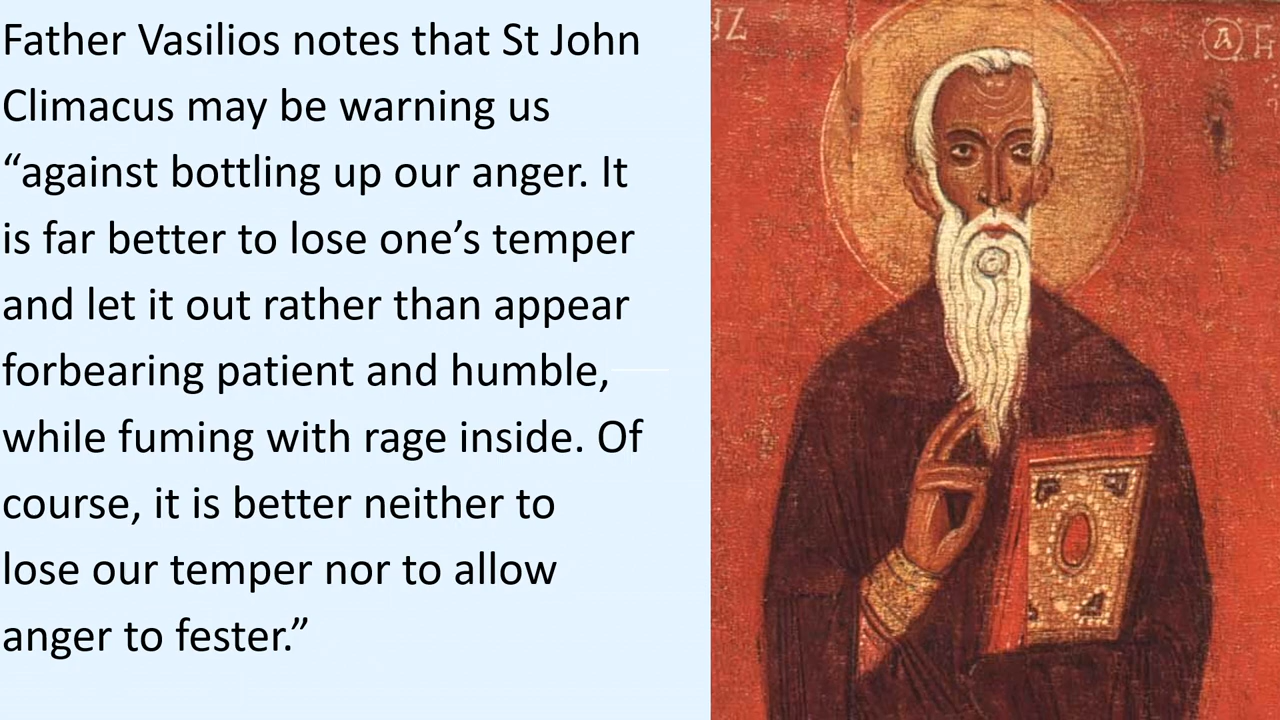 Father Vasilios notes that St John
Climacus may be warning us
“against bottling up our anger. It
is far better to lose one’s temper
and let it out rather than appear
forbearing patient and humble,
while fuming with rage inside. Of
course, it is better neither to
lose our temper nor to allow
anger to fester.”